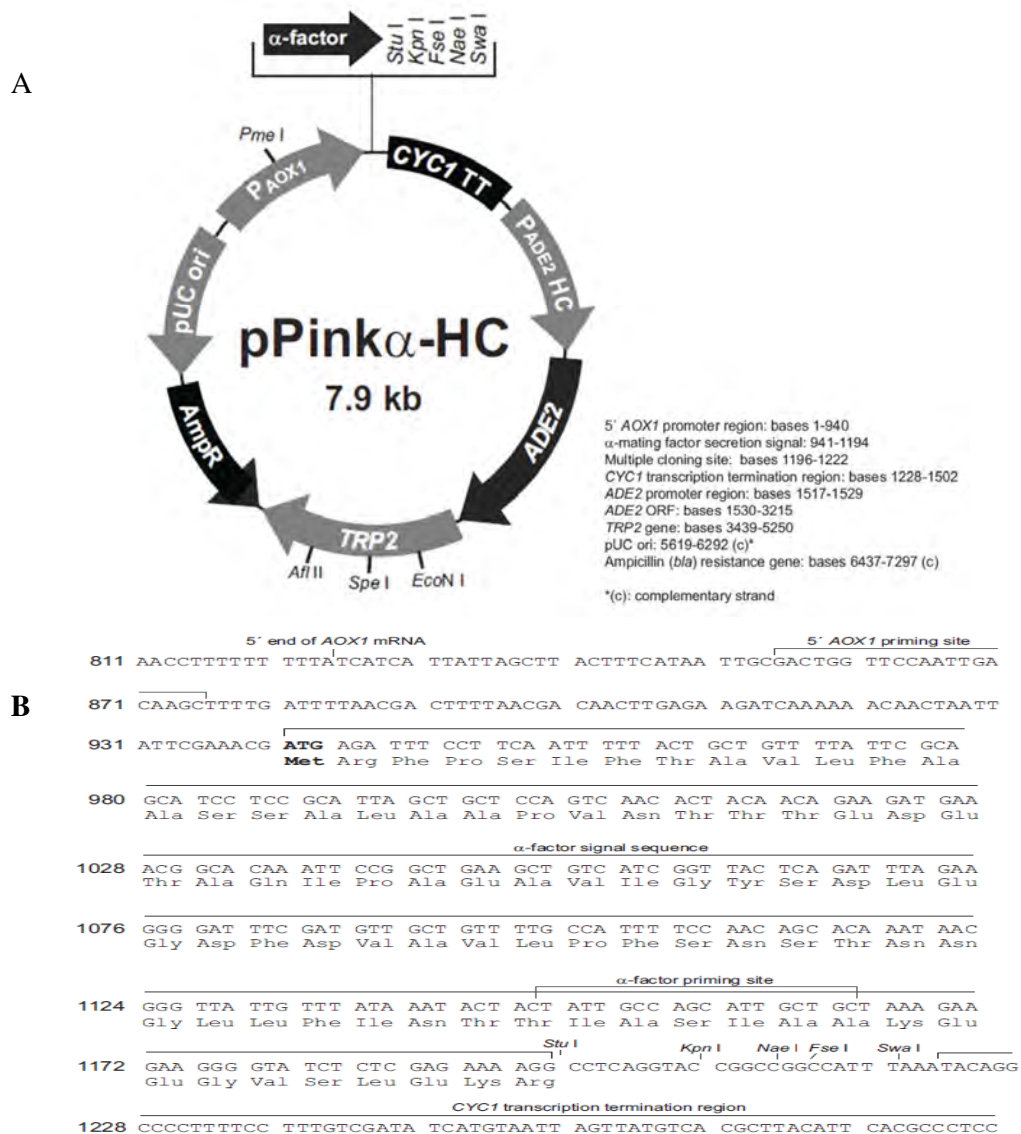 A
α-factor
Stu I
Kpn I
Fse I
Nae I
Swa I
Pme I
PAOX1
CYC1 TT
PADE2 HC
ADE2
TRP2
AmpR
pUC ori
pPinkα-HC
7.9 kb
Afl II
Spe I
EcoN I
5´ AOX1 promoter region: bases 1-940
α-mating factor secretion signal: 941-1194
Multiple cloning site: bases 1196-1222
CYC1 transcription termination region: bases 1228-1502
ADE2 promoter region: bases 1517-1529
ADE2 ORF: bases 1530-3215
TRP2 gene: bases 3439-5250
pUC ori: 5619-6292 (c)*
Ampicillin (bla) resistance gene: bases 6437-7297 (c)
*(c): complementary strand
B
5´ end of AOX1 mRNA 5´ AOX1 priming site
811 AACCTTTTTT TTTATCATCA TTATTAGCTT ACTTTCATAA TTGCGACTGG TTCCAATTGA
871 CAAGCTTTTG ATTTTAACGA CTTTTAACGA CAACTTGAGA AGATCAAAAA ACAACTAATT
931 ATTCGAAACG ATG AGA TTT CCT TCA ATT TTT ACT GCT GTT TTA TTC GCA
Met Arg Phe Pro Ser Ile Phe Thr Ala Val Leu Phe Ala
980 GCA TCC TCC GCA TTA GCT GCT CCA GTC AAC ACT ACA ACA GAA GAT GAA
Ala Ser Ser Ala Leu Ala Ala Pro Val Asn Thr Thr Thr Glu Asp Glu
α-factor signal sequence
1028 ACG GCA CAA ATT CCG GCT GAA GCT GTC ATC GGT TAC TCA GAT TTA GAA
Thr Ala Gln Ile Pro Ala Glu Ala Val Ile Gly Tyr Ser Asp Leu Glu
1076 GGG GAT TTC GAT GTT GCT GTT TTG CCA TTT TCC AAC AGC ACA AAT AAC
Gly Asp Phe Asp Val Ala Val Leu Pro Phe Ser Asn Ser Thr Asn Asn
α-factor priming site
1124 GGG TTA TTG TTT ATA AAT ACT ACT ATT GCC AGC ATT GCT GCT AAA GAA
Gly Leu Leu Phe Ile Asn Thr Thr Ile Ala Ser Ile Ala Ala Lys Glu
Stu I Kpn I Nae I Fse I Swa I
1172 GAA GGG GTA TCT CTC GAG AAA AGG CCTCAGGTAC CGGCCGGCCATT TAAATACAGG
Glu Gly Val Ser Leu Glu Lys Arg
CYC1 transcription termination region
1228 CCCCTTTTCC TTTGTCGATA TCATGTAATT AGTTATGTCA CGCTTACATT CACGCCCTCC